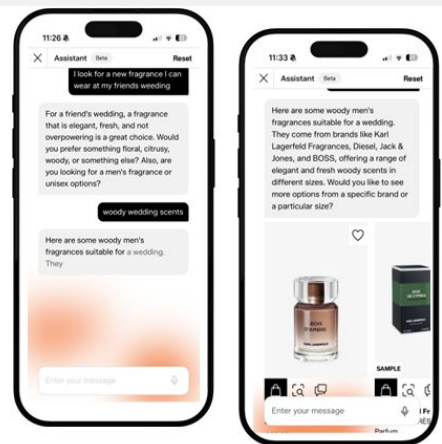 11:26
Assistant Beta Reset
I look for a new fragrance I can
wear at my friends weeding
For a friend's wedding, a fragrance
that is elegant, fresh, and not
overpowering is a great choice. Would
you prefer something floral, citrusy,
woody, or something else? Also, are
you looking for a men's fragrance or
unisex options?
woody wedding scents
Here are some woody men's
fragrances suitable for a wedding.
They
Enter your message
11:33
Assistant Beta Reset
Here are some woody men's
fragrances suitable for a wedding.
They come from brands like Karl
Lagerfeld Fragrances, Diesel, Jack &
Jones, and BOSS, offering a range of
elegant and fresh woody scents in
different sizes. Would you like to see
more options from a specific brand or
a particular size?
BOIS
D'AMBRE
SAMPLE
Enter your message
Parfum